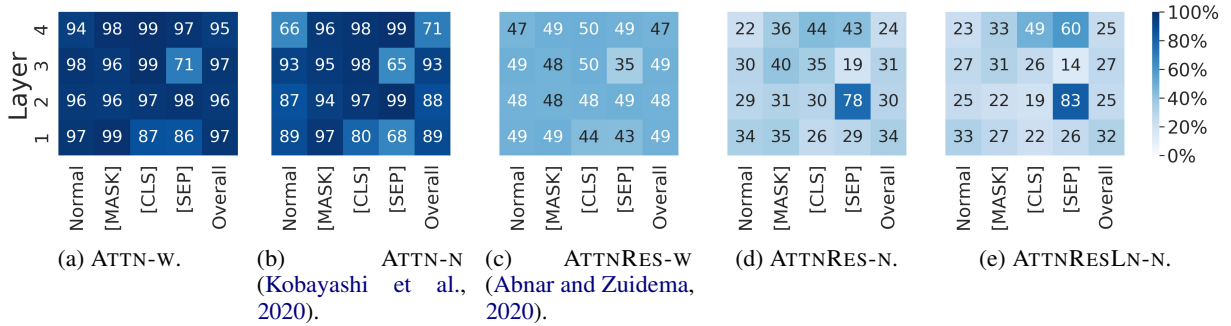 Layer
4 94 98 99 97 95 66 96 98 99 71 47 49 50 49 47 22 36 44 43 24 23 33 49 60 25 100%
3 98 96 99 71 97 93 95 98 65 93 49 48 50 35 49 30 40 35 19 31 27 31 26 14 27 80%
60%
2 96 96 97 98 96 87 94 97 99 88 48 48 48 49 48 29 31 30 78 30 25 22 19 83 25 40%
1 97 99 87 86 97 89 97 80 68 89 49 49 44 43 49 34 35 26 29 34 33 27 22 26 32 20%
0%
Normal [MASK] [CLS] [SEP] Overall Normal [MASK] [CLS] [SEP] Overall Normal [MASK] [CLS] [SEP] Overall Normal [MASK] [CLS] [SEP] Overall Normal [MASK] [CLS] [SEP] Overall
(a) ATTN-W.
(b) ATTN-N
(Kobayashi et al.,
2020).
(c) ATTNRES-W
(Abnar and Zuidema,
2020).
(d) ATTNRES-N.
(e) ATTNRESLN-N.